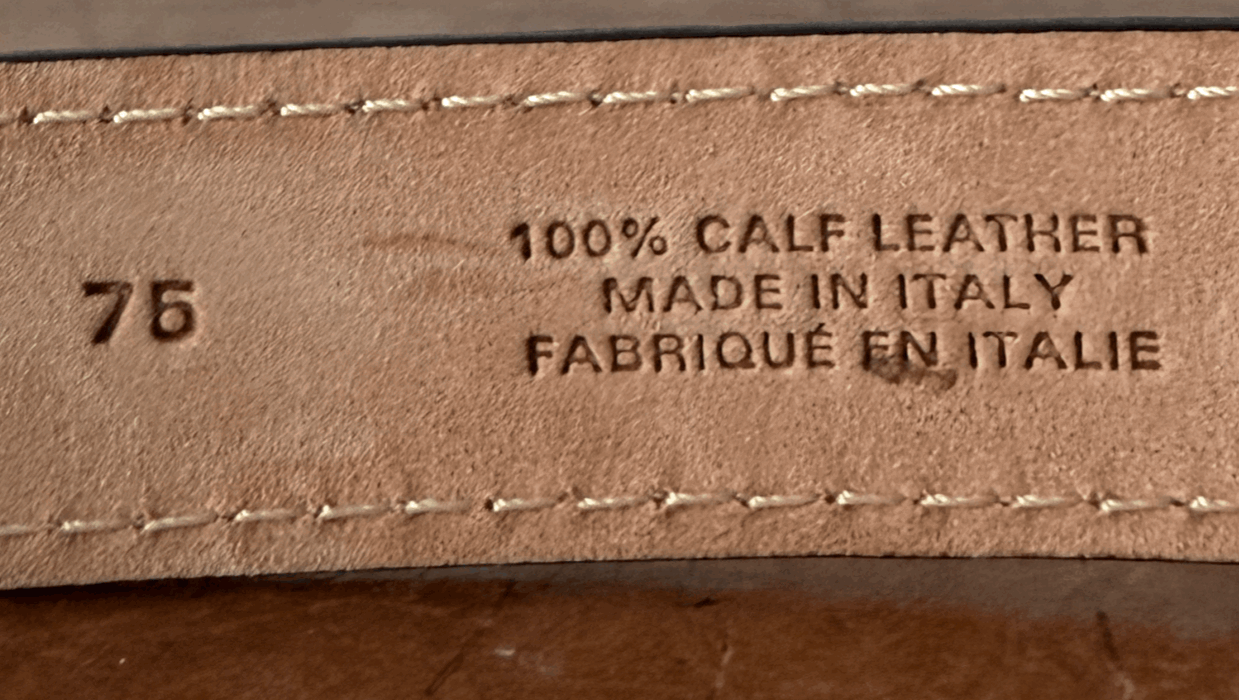 75
100% CALF LEATHER
MADE IN ITALY
FABRIQUÉ EN ITALIE